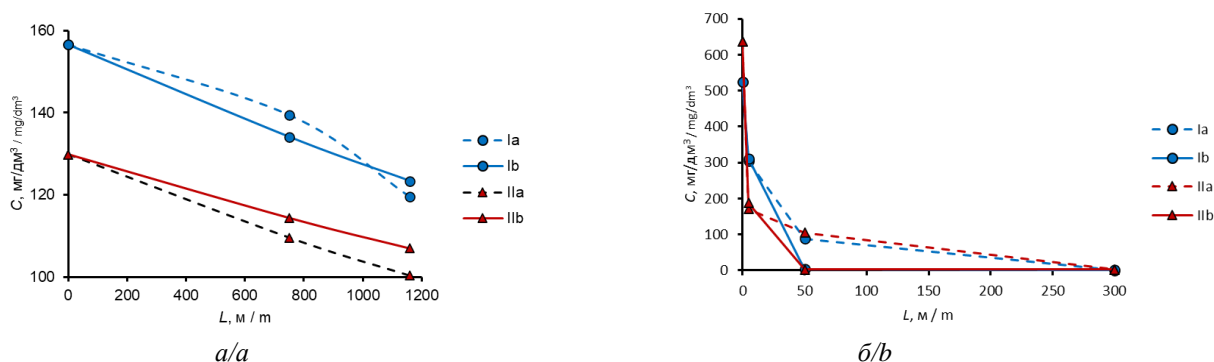 160
140
120
100
C, мг/дм³ / mg/dm³
0 200 400 600 800 1000 1200
L, м / m
Ia
Ib
IIa
IIb
a/a
700
600
500
400
300
200
100
0
C, мг/дм³ / mg/dm³
0 50 100 150 200 250 300
L, м / m
Ia
Ib
IIa
IIb
б/b